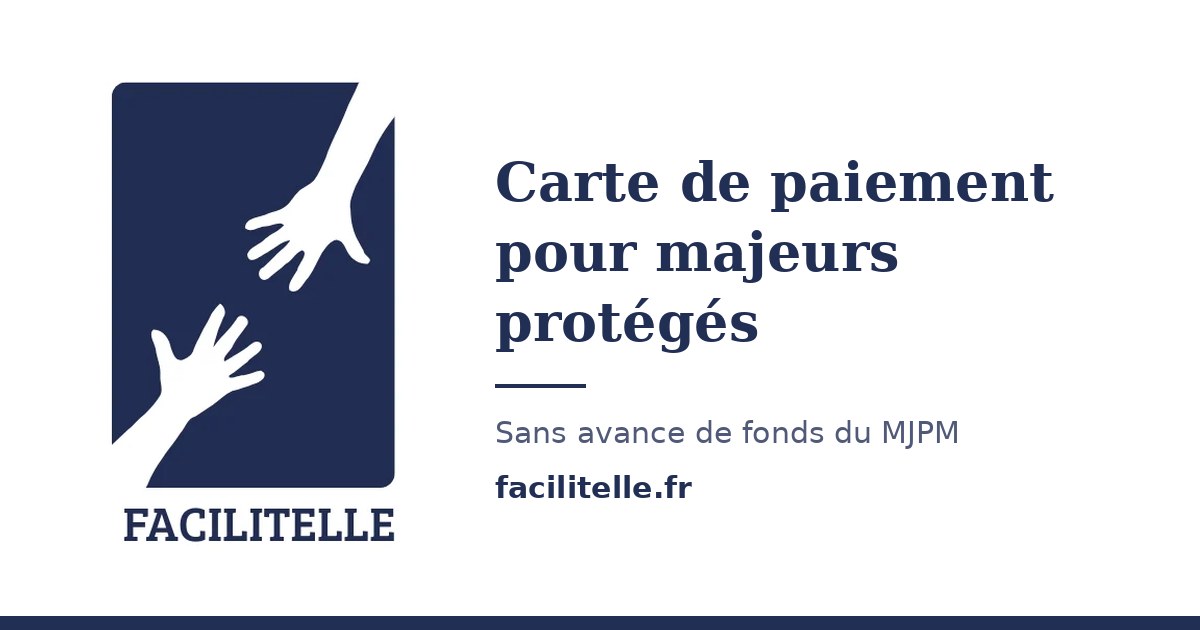 FACILITELLE
Carte de paiement
pour majeurs
protégés
Sans avance de fonds du MJPM
facilitelle.fr